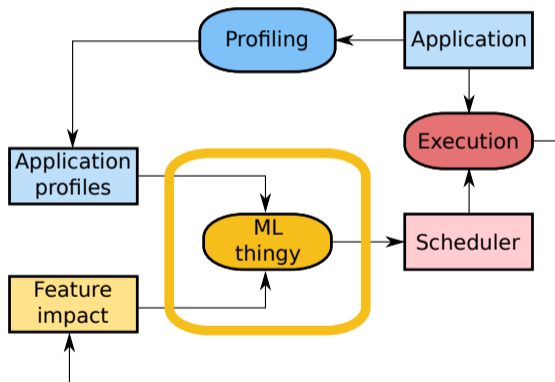 Profiling
Application
Execution
Application
profiles
ML
thingy
Scheduler
Feature
impact